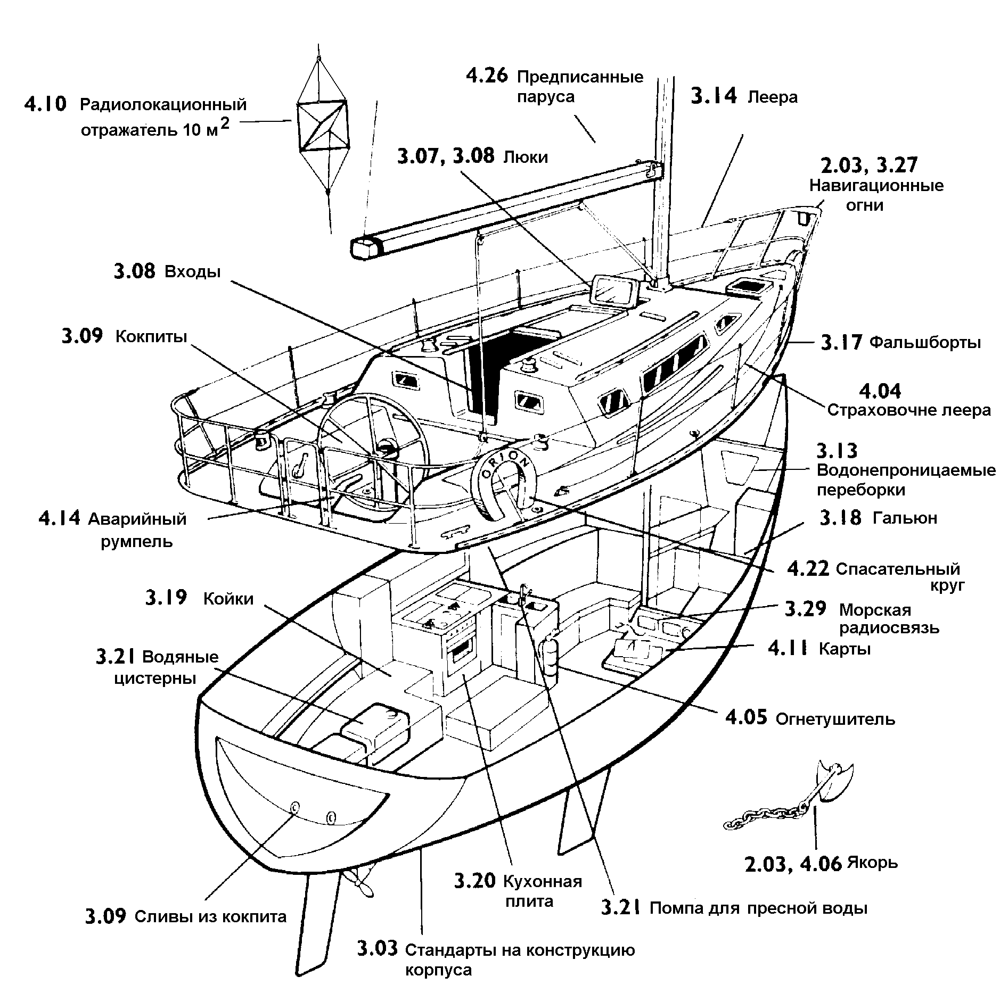 4.26 Предписанные
паруса
4.10 Радиолокационный
отражатель 10 м2
3.14 Леера
3.07, 3.08 Люки
2.03, 3.27
Навигационные
огни
3.08 Входы
3.09 Кокпиты
3.17 Фальшборты
4.04
Страховочне леера
3.13
Водонепроницаемые
переборки
ORION
4.14 Аварийный
румпель
3.18 Гальюн
4.22 Спасательный
круг
3.19 Койки
3.29 Морская
радиосвязь
4.11 Карты
3.21 Водяные
цистерны
4.05 Огнетушитель
2.03, 4.06 Якорь
3.20 Кухонная
плита
3.21 Помпа для пресной воды
3.09 Сливы из кокпита
3.03 Стандарты на конструкцию
корпуса